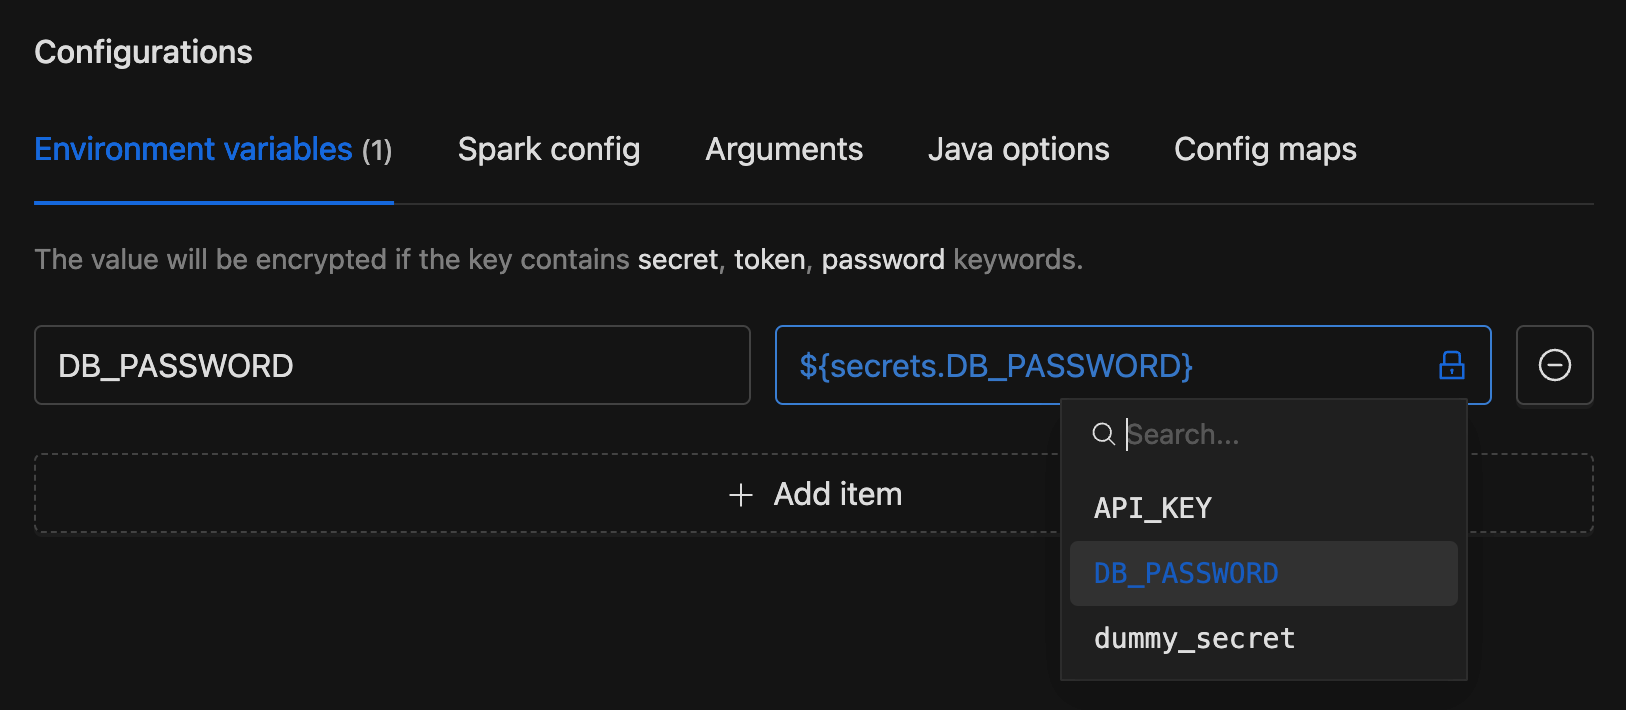 Configurations
Environment variables (1) Spark config Arguments Java options Config maps
The value will be encrypted if the key contains secret, token, password keywords.
DB_PASSWORD ${secrets.DB_PASSWORD}
Search...
Add item
API_KEY
DB_PASSWORD
dummy_secret